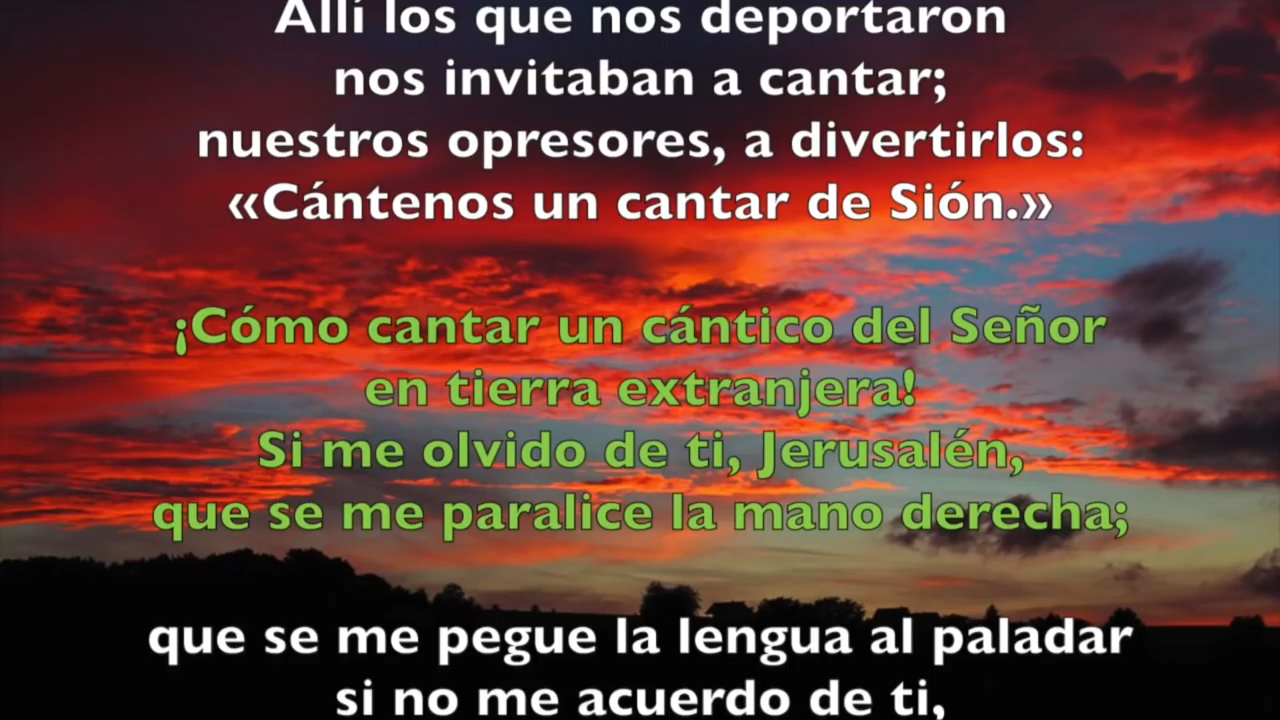 Allí los que nos deportaron
nos invitaban a cantar;
nuestros opresores, a divertirlos:
«Cántenos un cantar de Sión.»
¡Cómo cantar un cántico del Señor
en tierra extranjera!
Si me olvido de ti, Jerusalén,
que se me paralice la mano derecha;
que se me pegue la lengua al paladar
si no me acuerdo de ti,